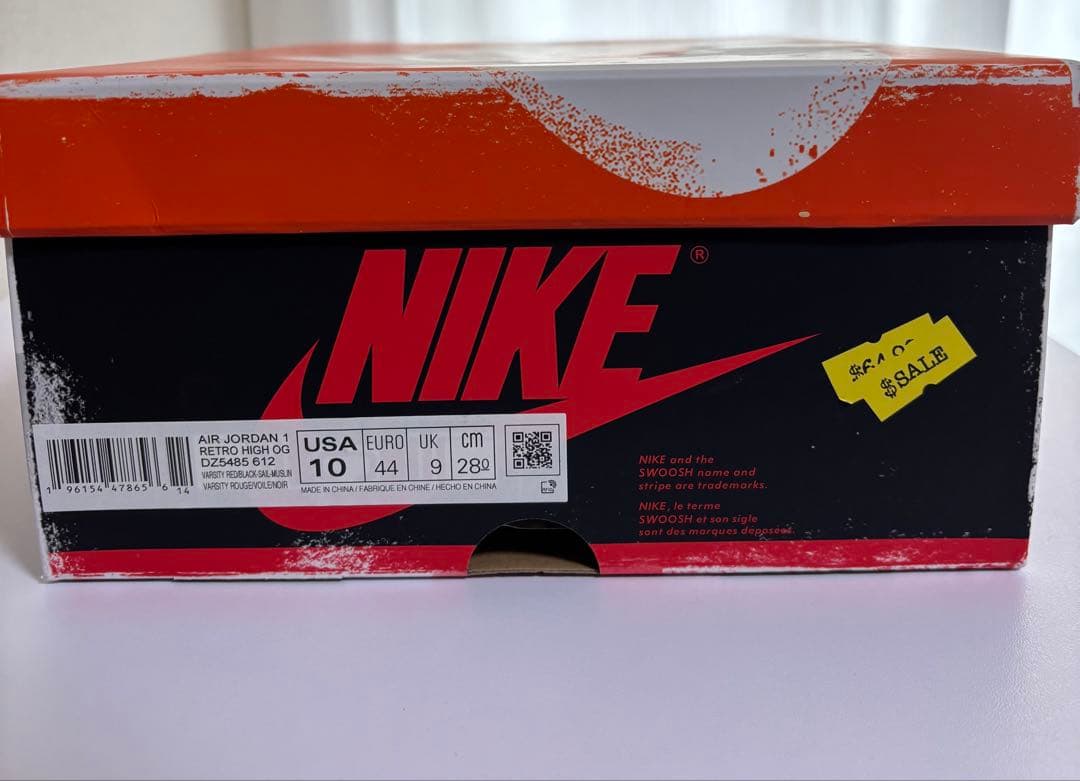 NIKE®
$SALE
AIR JORDAN 1
RETRO HIGH OG
DZ5485 612
VARSITY RED/BLACK-SAIL-MUSLIN
VARSITY ROUGE/VOILE/NOIR
USA
10
EURO
44
UK
9
cm
28.0
1 96154 47865 6 14
MADE IN CHINA / FABRIQUE EN CHINE / HECHO EN CHINA
NIKE and the
SWOOSH name and
stripe are trademarks.
NIKE, le terme
SWOOSH et son sigle
sont des marques deposees.